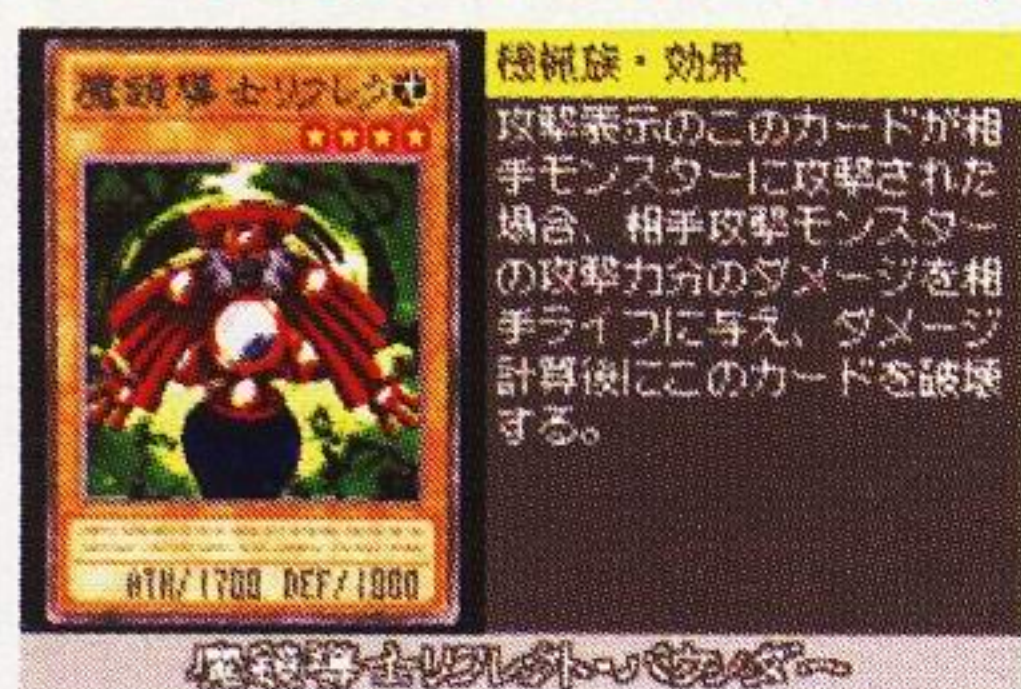 魔鏡導士リフレク
機械族・効果
攻撃表示のこのカードが相
手モンスターに攻撃された
場合、相手攻撃モンスター
の攻撃力分のダメージを相
手ライフに与え、ダメージ
計算後にこのカードを破壊
する。
ATK/1700 DEF/1000
魔鏡導士リフレクト・バウンダー